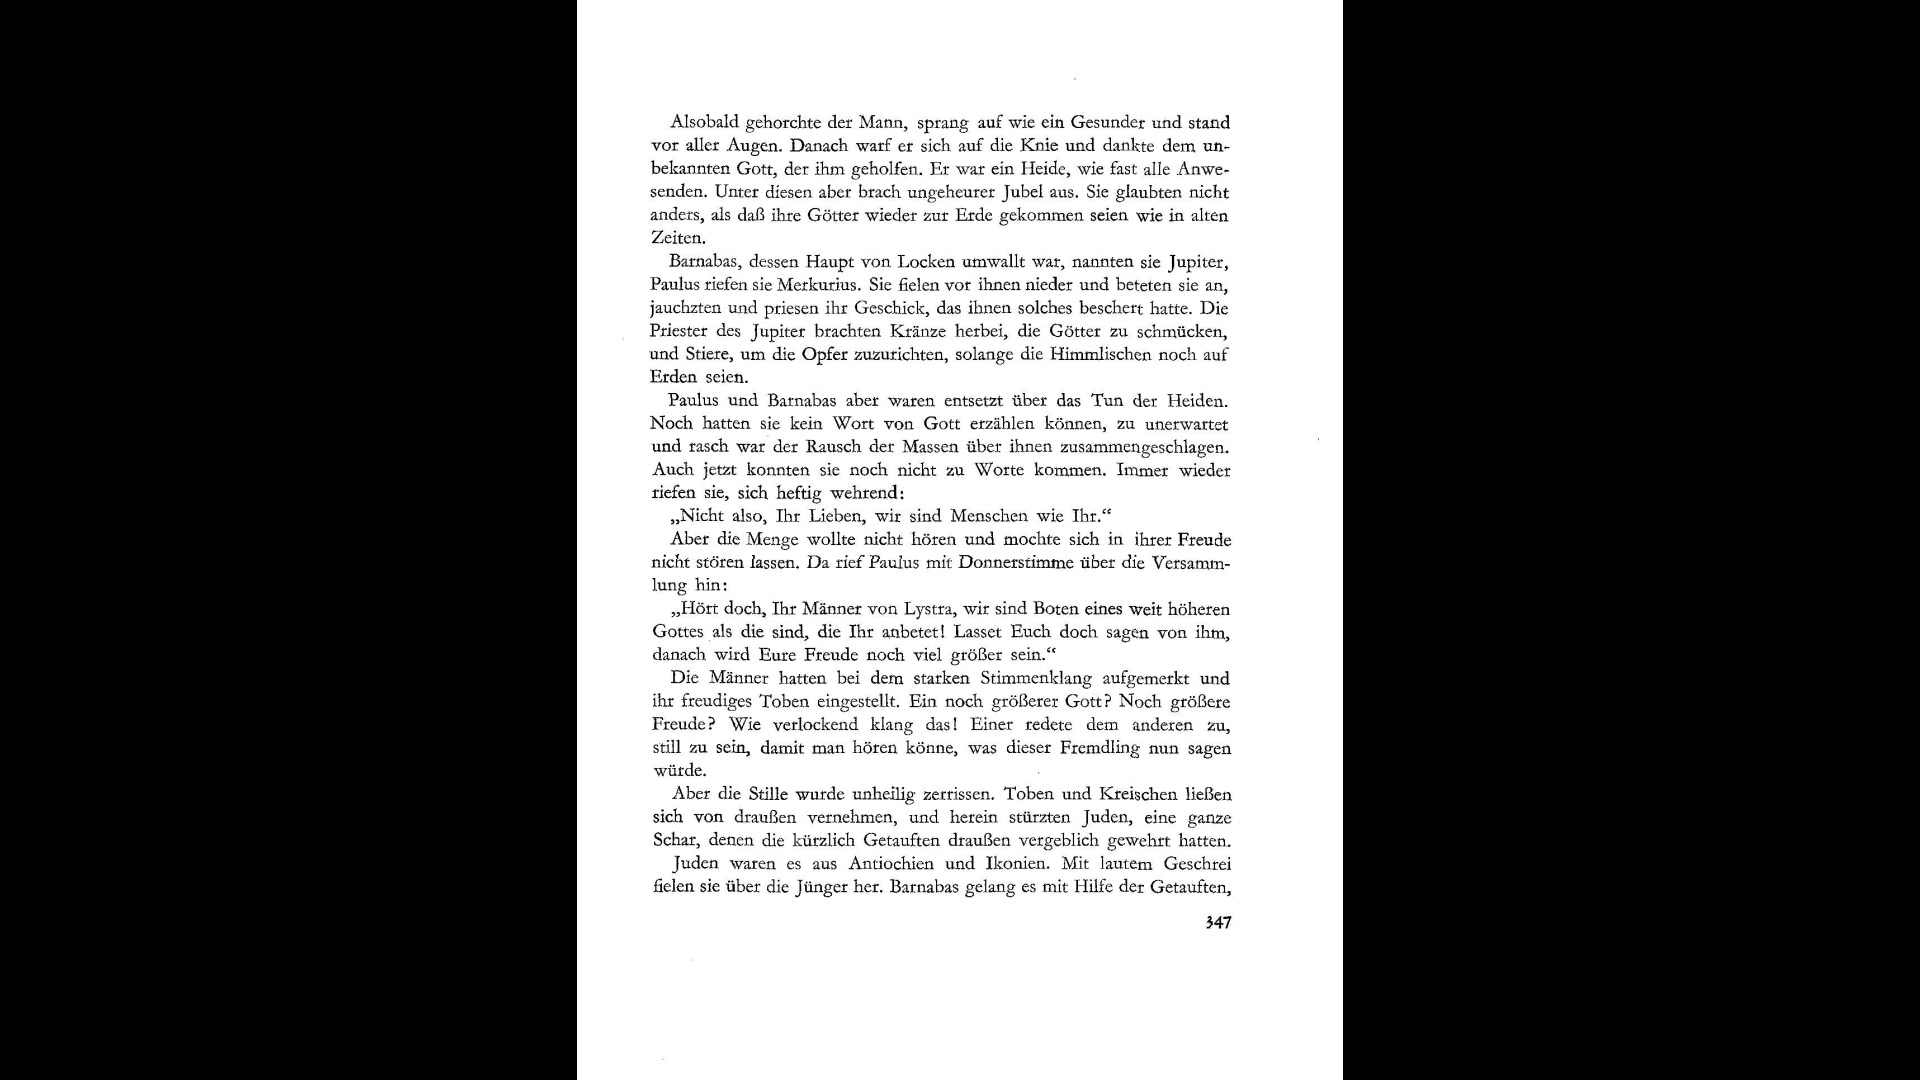 Alsobald gehorchte der Mann, sprang auf wie ein Gesunder und stand
vor aller Augen. Danach warf er sich auf die Knie und dankte dem un-
bekannten Gott, der ihm geholfen. Er war ein Heide, wie fast alle Anwe-
senden. Unter diesen aber brach ungeheurer Jubel aus. Sie glaubten nicht
anders, als daß ihre Götter wieder zur Erde gekommen seien wie in alten
Zeiten.
Barnabas, dessen Haupt von Locken umwallt war, nannten sie Jupiter,
Paulus riefen sie Merkurius. Sie fielen vor ihnen nieder und beteten sie an,
jauchzten und priesen ihr Geschick, das ihnen solches beschert hatte. Die
Priester des Jupiter brachten Kränze herbei, die Götter zu schmücken,
und Stiere, um die Opfer zuzurichten, solange die Himmlischen noch auf
Erden seien.
Paulus und Barnabas aber waren entsetzt über das Tun der Heiden.
Noch hatten sie kein Wort von Gott erzählen können, zu unerwartet
und rasch war der Rausch der Massen über ihnen zusammengeschlagen.
Auch jetzt konnten sie noch nicht zu Worte kommen. Immer wieder
riefen sie, sich heftig wehrend:
„Nicht also, Ihr Lieben, wir sind Menschen wie Ihr.“
Aber die Menge wollte nicht hören und mochte sich in ihrer Freude
nicht stören lassen. Da rief Paulus mit Donnerstimme über die Versamm-
lung hin:
„Hört doch, Ihr Männer von Lystra, wir sind Boten eines weit höheren
Gottes als die sind, die Ihr anbetet! Lasset Euch doch sagen von ihm,
danach wird Eure Freude noch viel größer sein.“
Die Männer hatten bei dem starken Stimmenklang aufgemerkt und
ihr freudiges Toben eingestellt. Ein noch größerer Gott? Noch größere
Freude? Wie verlockend klang das! Einer redete dem anderen zu,
still zu sein, damit man hören könne, was dieser Fremdling nun sagen
würde.
Aber die Stille wurde unheilig zerrissen. Toben und Kreischen ließen
sich von draußen vernehmen, und herein stürzten Juden, eine ganze
Schar, denen die kürzlich Getauften draußen vergeblich gewehrt hatten.
Juden waren es aus Antiochien und Ikonien. Mit lautem Geschrei
fielen sie über die Jünger her. Barnabas gelang es mit Hilfe der Getauften,
347